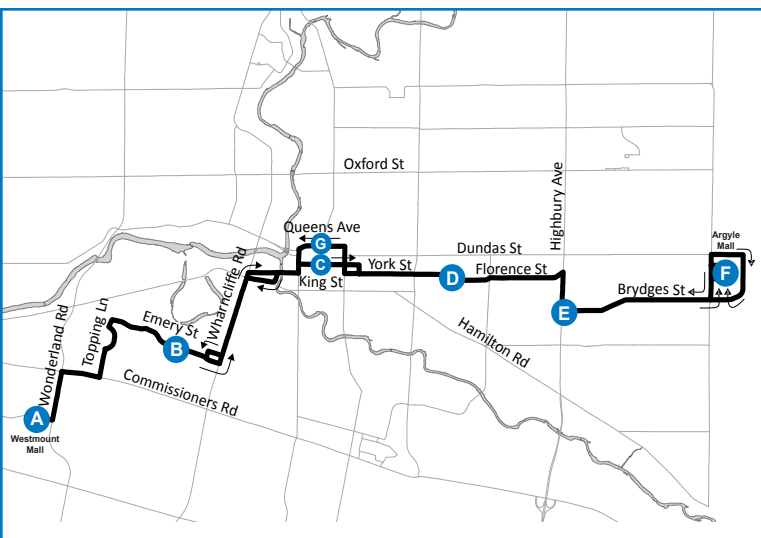 Oxford St
Highbury Ave
Queens Ave
G
Argyle
Mall
Dundas St
C
York St
F
Wharncliffe Rd
King St
D
Florence St
Brydges St
Wonderland Rd
Topping Ln
Emery St
E
B
Hamilton Rd
Commissioners Rd
A
Westmount
Mall